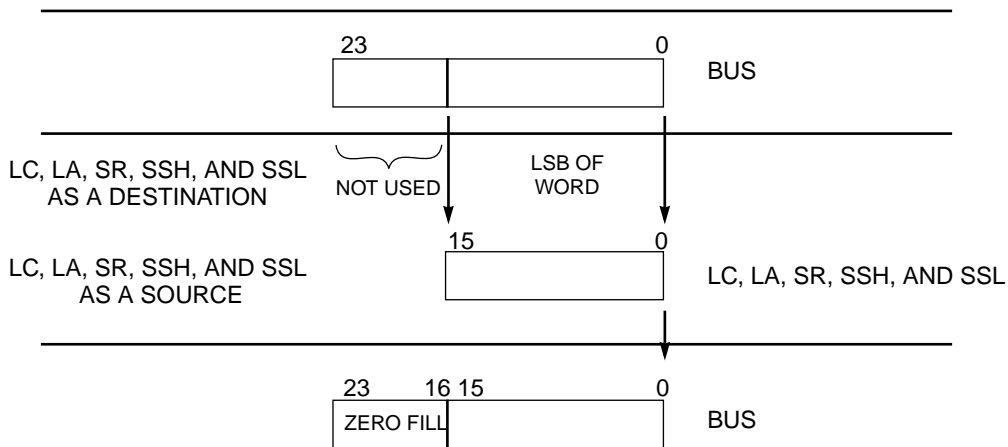 23 0
BUS
LC, LA, SR, SSH, AND SSL
AS A DESTINATION
NOT USED
LSB OF
WORD
15 0
LC, LA, SR, SSH, AND SSL
AS A SOURCE
LC, LA, SR, SSH, AND SSL
23 16 15 0
ZERO FILL
BUS